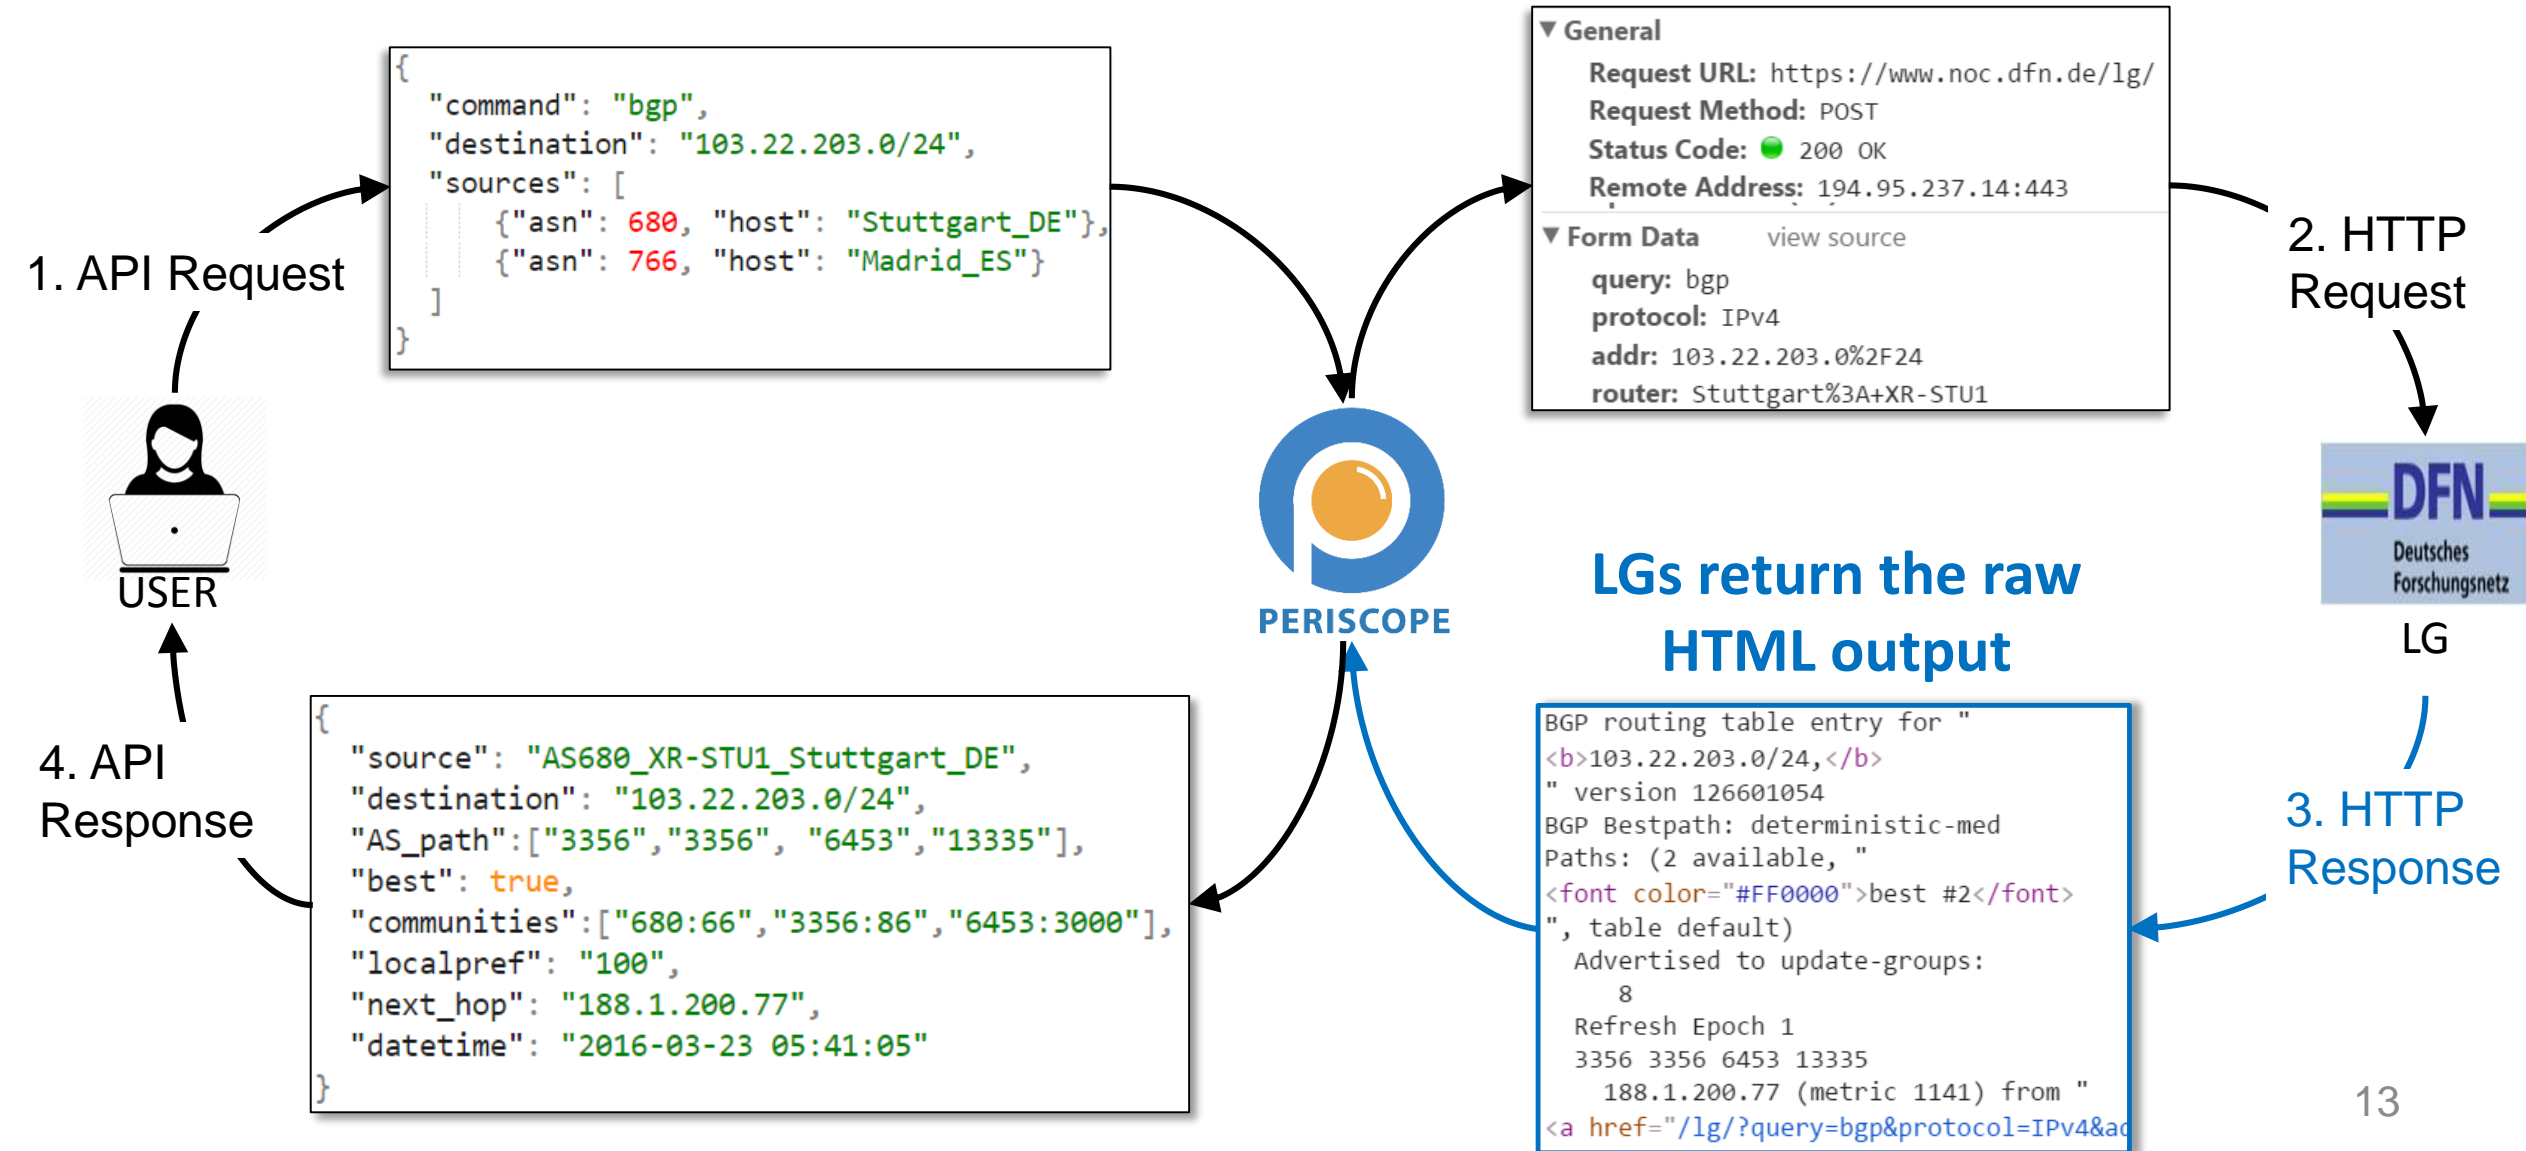 1. API Request
{
"command": "bgp",
"destination": "103.22.203.0/24",
"sources": [
{"asn": 680, "host": "Stuttgart_DE"},
{"asn": 766, "host": "Madrid_ES"}
]
}
General
Request URL: https://www.noc.dfn.de/lg/
Request Method: POST
Status Code: 200 OK
Remote Address: 194.95.237.14:443
Form Data view source
query: bgp
protocol: IPv4
addr: 103.22.203.0%2F24
router: Stuttgart%3A+XR-STU1
2. HTTP
Request
USER
PERISCOPE
DFN
Deutsches
Forschungsnetz
LG
LGs return the raw
HTML output
3. HTTP
Response
BGP routing table entry for "
<b>103.22.203.0/24,</b>
" version 126601054
BGP Bestpath: deterministic-med
Paths: (2 available, "
<font color="#FF0000">best #2</font>
", table default)
Advertised to update-groups:
8
Refresh Epoch 1
3356 3356 6453 13335
188.1.200.77 (metric 1141) from "
<a href="/lg/?query=bgp&protocol=IPv4&ad
4. API
Response
{
"source": "AS680_XR-STU1_Stuttgart_DE",
"destination": "103.22.203.0/24",
"AS_path":["3356","3356", "6453","13335"],
"best": true,
"communities":["680:66","3356:86","6453:3000"],
"localpref": "100",
"next_hop": "188.1.200.77",
"datetime": "2016-03-23 05:41:05"
}
13